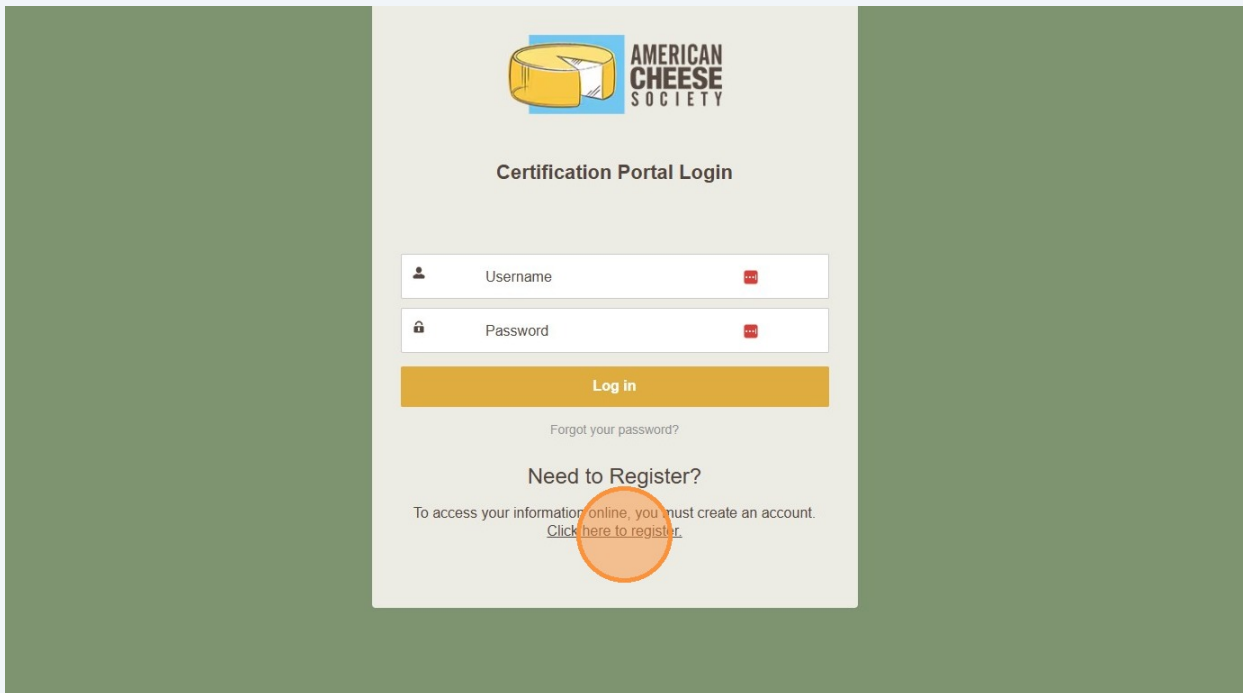 AMERICAN
CHEESE
SOCIETY
Certification Portal Login
Username
Password
Log in
Forgot your password?
Need to Register?
To access your information online, you must create an account.
Click here to register.